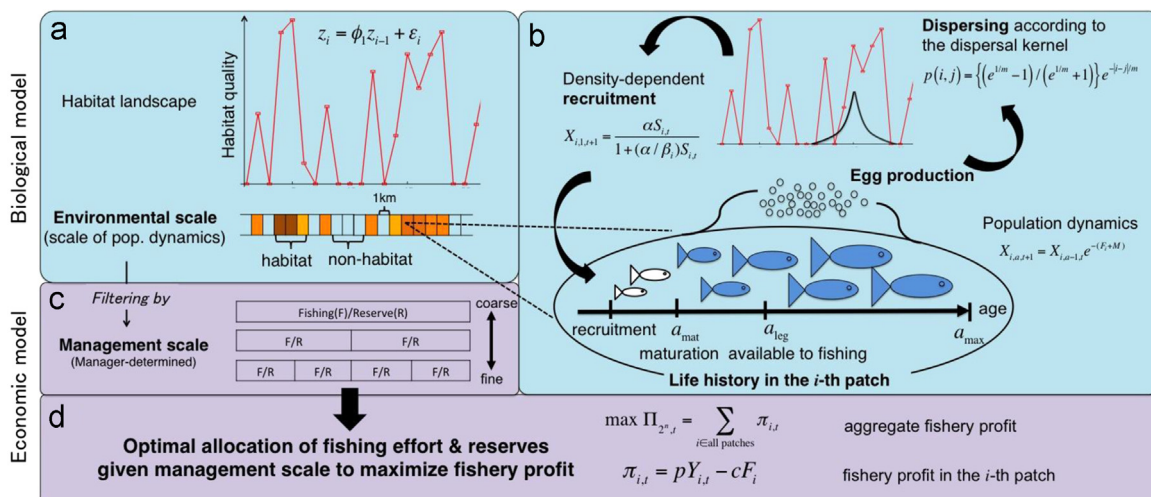 Biological model
Economic model
a
Habitat landscape
Habitat quality
z_i = ϕ_1 z_{i−1} + ε_i
1km
Environmental scale
(scale of pop. dynamics)
habitat
non-habitat
b
Dispersing according to
the dispersal kernel
p(i, j) = {(e^{1/m} − 1) / (e^{1/m} + 1)} e^{−|i−j|/m}
Density-dependent
recruitment
X_{i,1,t+1} = αS_{i,t} / (1 + (α / β_i)S_{i,t})
Egg production
Population dynamics
X_{i,a,t+1} = X_{i,a−1,t} e^{−(F_i+M)}
age
recruitment
a_mat
a_leg
a_max
maturation
available to fishing
Life history in the i-th patch
c
Filtering by
Management scale
(Manager-determined)
Fishing(F)/Reserve(R)
F/R
F/R
F/R
F/R
F/R
F/R
coarse
fine
d
Optimal allocation of fishing effort & reserves
given management scale to maximize fishery profit
max Π_{2^n,t} = ∑_{i∈all patches} π_{i,t}
aggregate fishery profit
π_{i,t} = pY_{i,t} − cF_i
fishery profit in the i-th patch